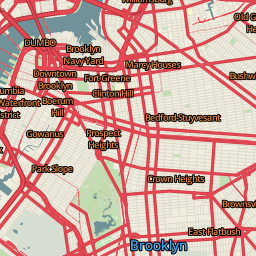 Williamsburg
Old G
DUMBO
Brooklyn
Navy Yard
Marcy Houses
Downtown
Brooklyn
Fort Greene
Bushw
Clinton Hill
umbia
Waterfront
District
Boerum
Hill
Bedford-Stuyvesant
Gowanus
Prospect
Heights
Park Slope
Crown Heights
Brownsv
East Flatbush
Brooklyn